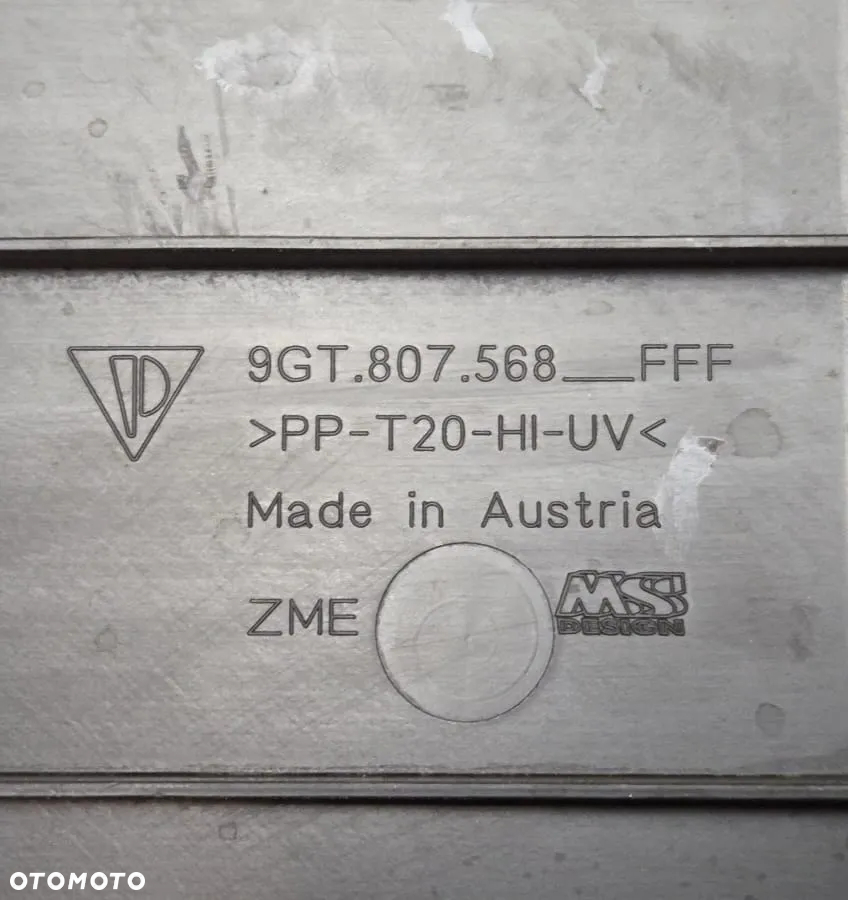 9GT.807.568__FFF
>PP-T20-HI-UV<
Made in Austria
ZME
MS
DESIGN
OTOMOTO